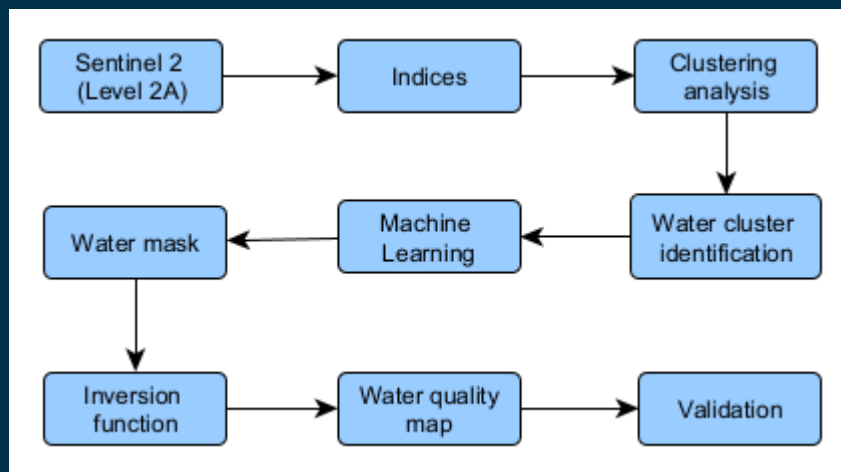 Sentinel 2
(Level 2A)
Indices
Clustering
analysis
Water cluster
identification
Machine
Learning
Water mask
Inversion
function
Water quality
map
Validation